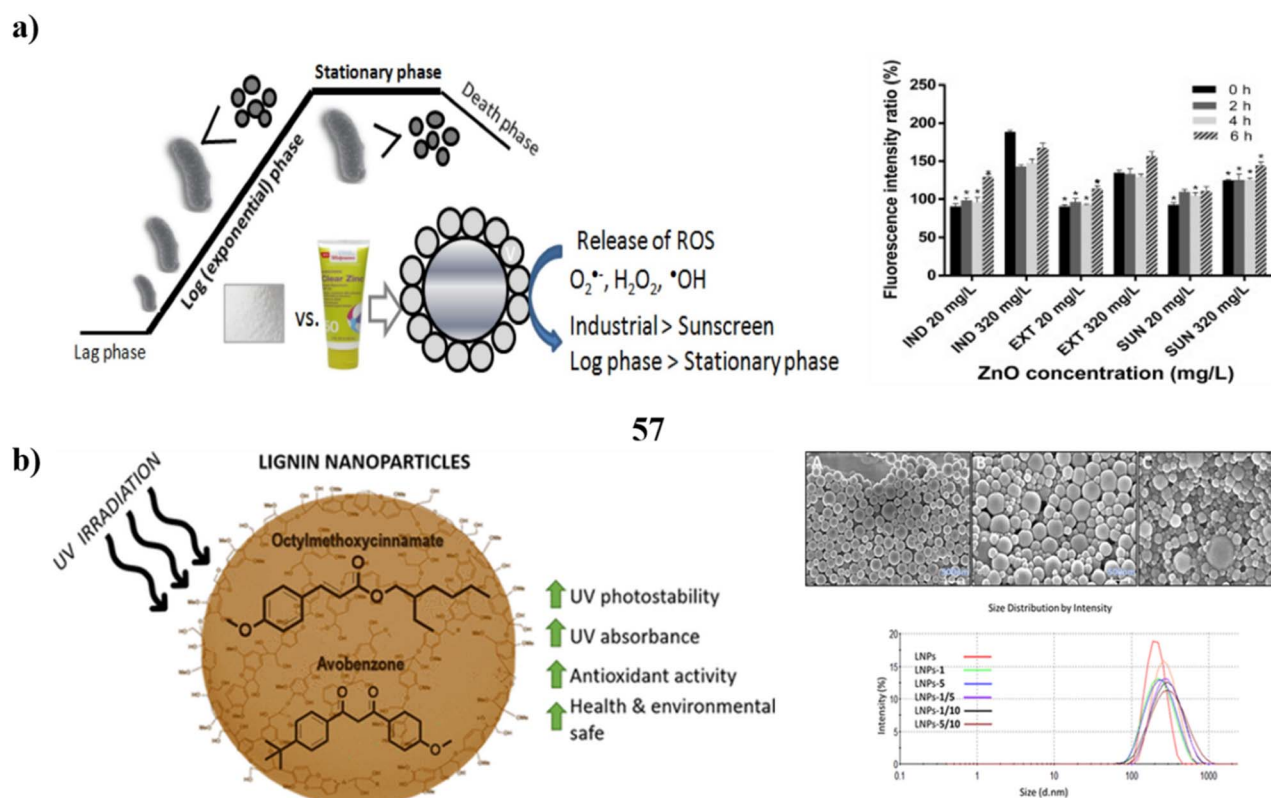 a)
Stationary phase
Death phase
Log (exponential) phase
Lag phase
vs.
Clear Zinc
50
V
Release of ROS
O₂•⁻, H₂O₂, •OH
Industrial > Sunscreen
Log phase > Stationary phase
Fluorescence intensity ratio (%)
250
200
150
100
50
0
0 h
2 h
4 h
6 h
IND 20 mg/L
IND 320 mg/L
EXT 20 mg/L
EXT 320 mg/L
SUN 20 mg/L
SUN 320 mg/L
ZnO concentration (mg/L)
57
b)
UV IRRADIATION
LIGNIN NANOPARTICLES
Octylmethoxycinnamate
O
O
O
Avobenzone
O O
O
UV photostability
UV absorbance
Antioxidant activity
Health & environmental
safe
A
B
C
Size Distribution by Intensity
Intensity (%)
20
15
10
5
0
LNPs
LNPs-1
LNPs-5
LNPs-1/5
LNPs-1/10
LNPs-5/10
0.1 1 10 100 1000
Size (d.nm)